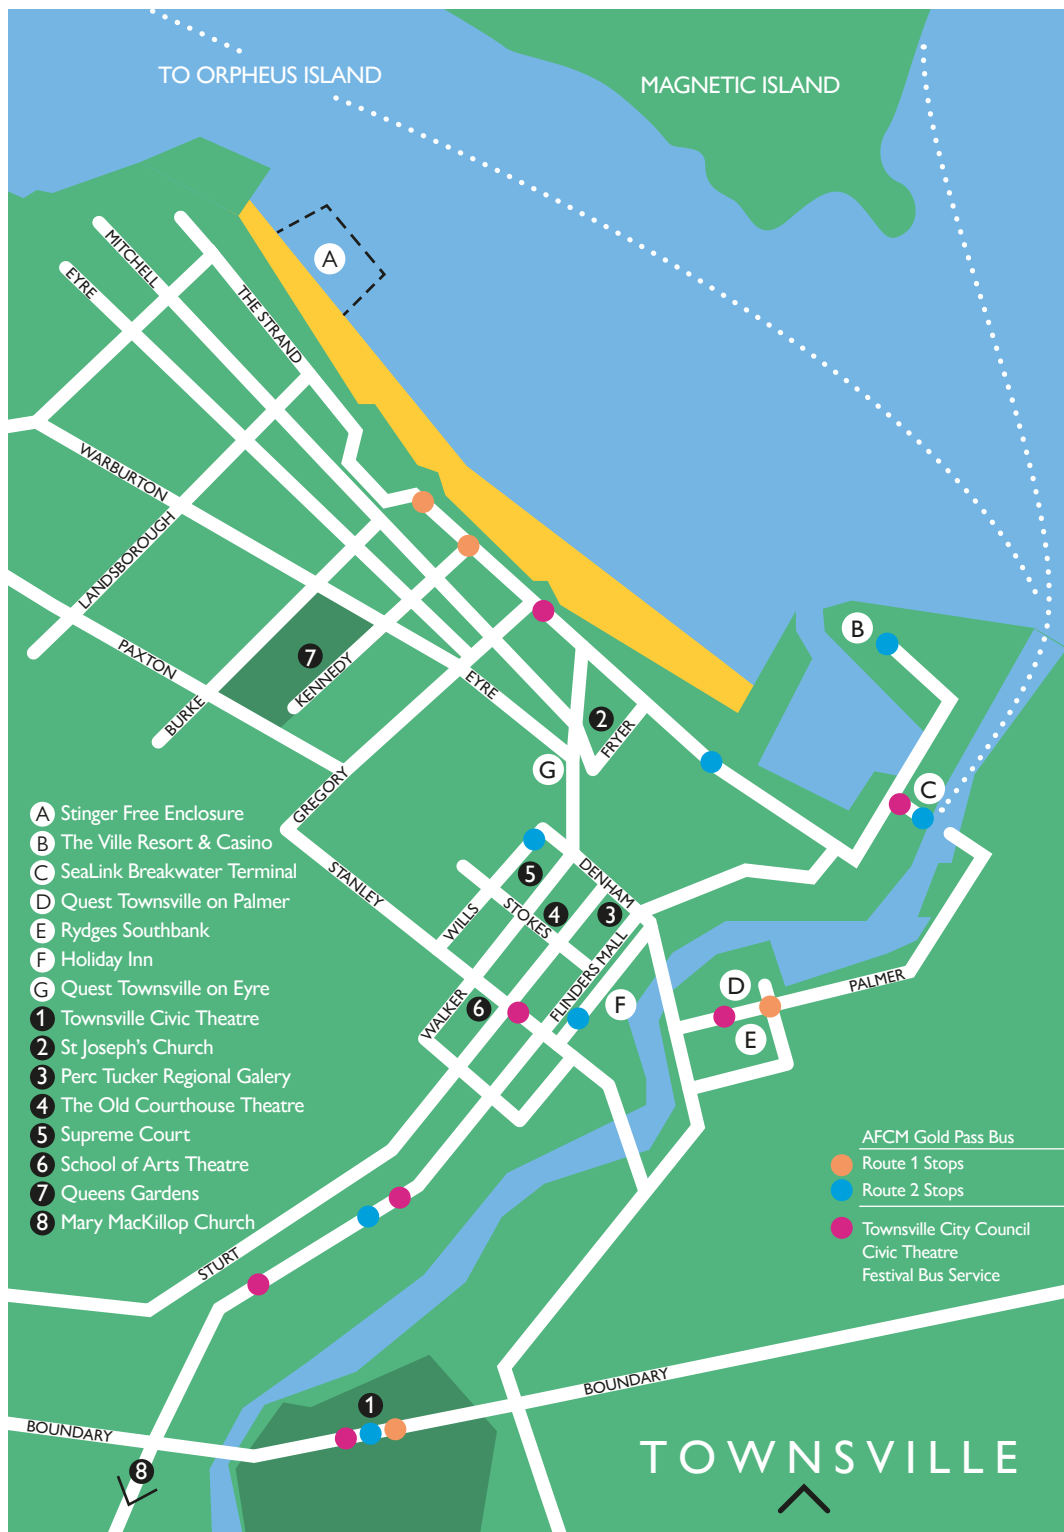 TO ORPHEUS ISLAND
MAGNETIC ISLAND
A
MITCHELL
EYRE
THE STRAND
WARBURTON
LANDSBOROUGH
PAXTON
7
KENNEDY
BURKE
EYRE
B
2
FRYER
G
GREGORY
C
A Stinger Free Enclosure
B The Ville Resort & Casino
C SeaLink Breakwater Terminal
D Quest Townsville on Palmer
E Rydges Southbank
F Holiday Inn
G Quest Townsville on Eyre
1 Townsville Civic Theatre
2 St Joseph's Church
3 Perc Tucker Regional Galery
4 The Old Courthouse Theatre
5 Supreme Court
6 School of Arts Theatre
7 Queens Gardens
8 Mary MacKillop Church
STANLEY
5
DENHAM
WILLS
STOKES
4
3
FLINDERS MALL
WALKER
6
F
D
PALMER
E
AFCM Gold Pass Bus
Route 1 Stops
Route 2 Stops
Townsville City Council
Civic Theatre
Festival Bus Service
STURT
BOUNDARY
1
BOUNDARY
8
TOWNSVILLE